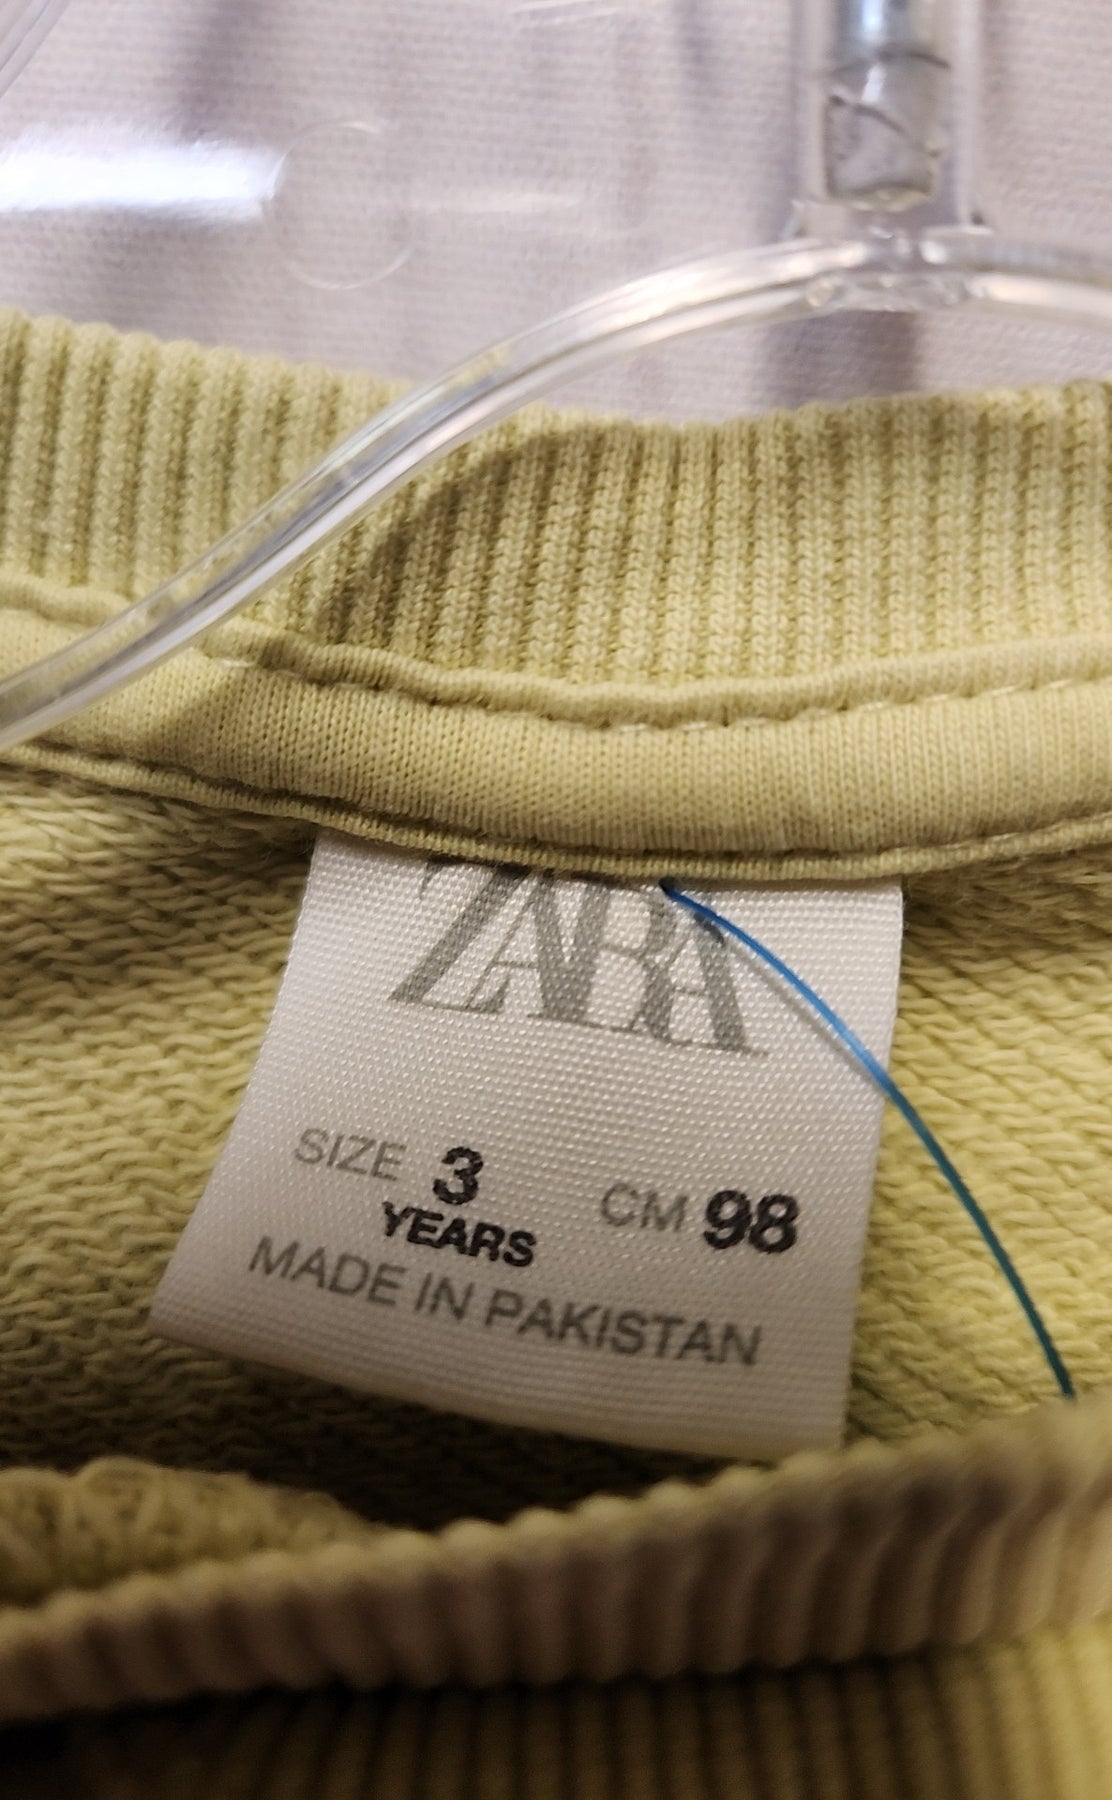 ZARA
SIZE 3 CM 98
YEARS
MADE IN PAKISTAN